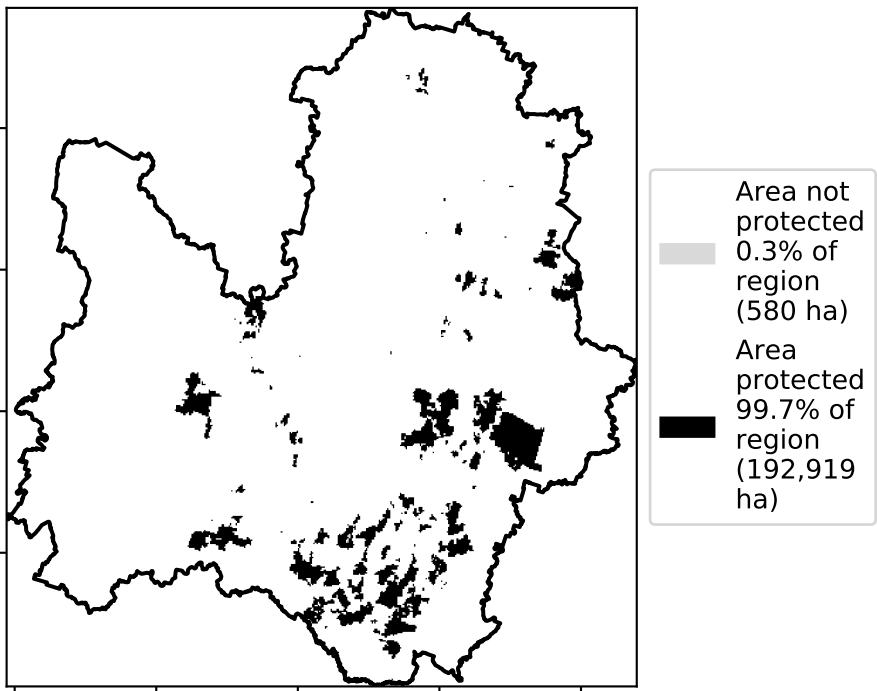 Area not
protected
0.3% of
region
(580 ha)
Area
protected
99.7% of
region
(192,919
ha)